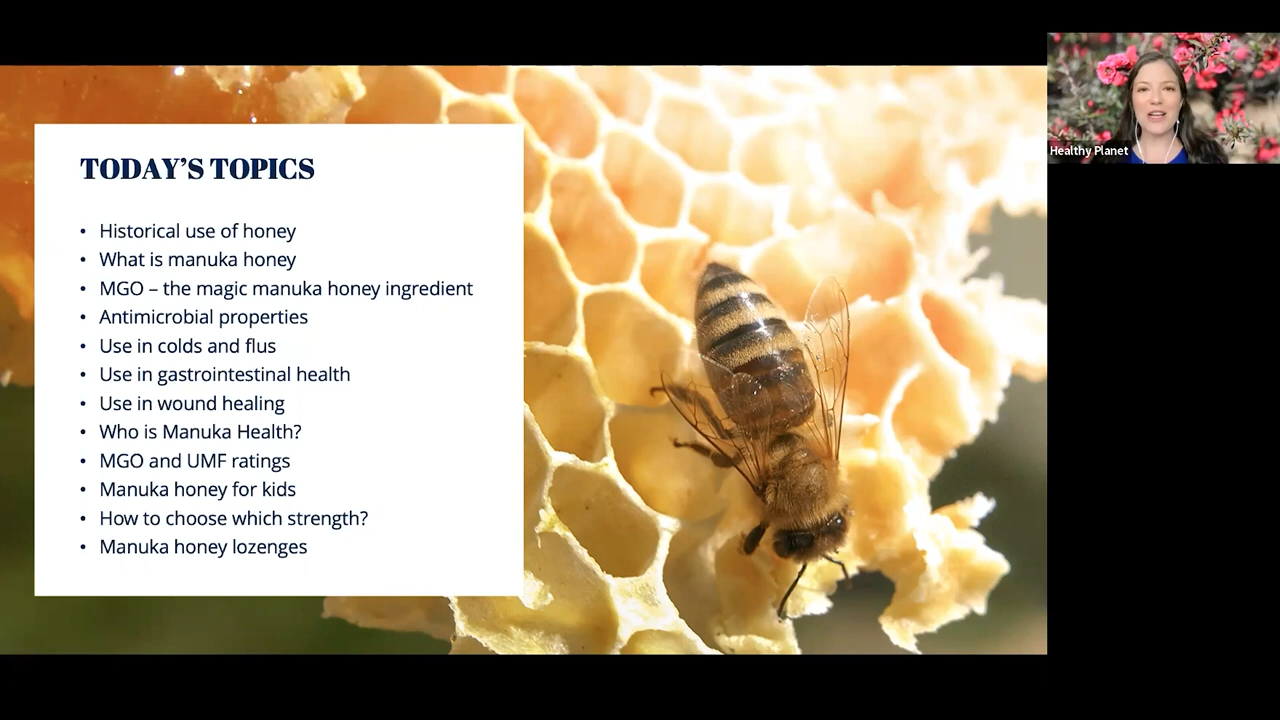 TODAY'S TOPICS
• Historical use of honey
• What is manuka honey
• MGO – the magic manuka honey ingredient
• Antimicrobial properties
• Use in colds and flus
• Use in gastrointestinal health
• Use in wound healing
• Who is Manuka Health?
• MGO and UMF ratings
• Manuka honey for kids
• How to choose which strength?
• Manuka honey lozenges
Healthy Planet